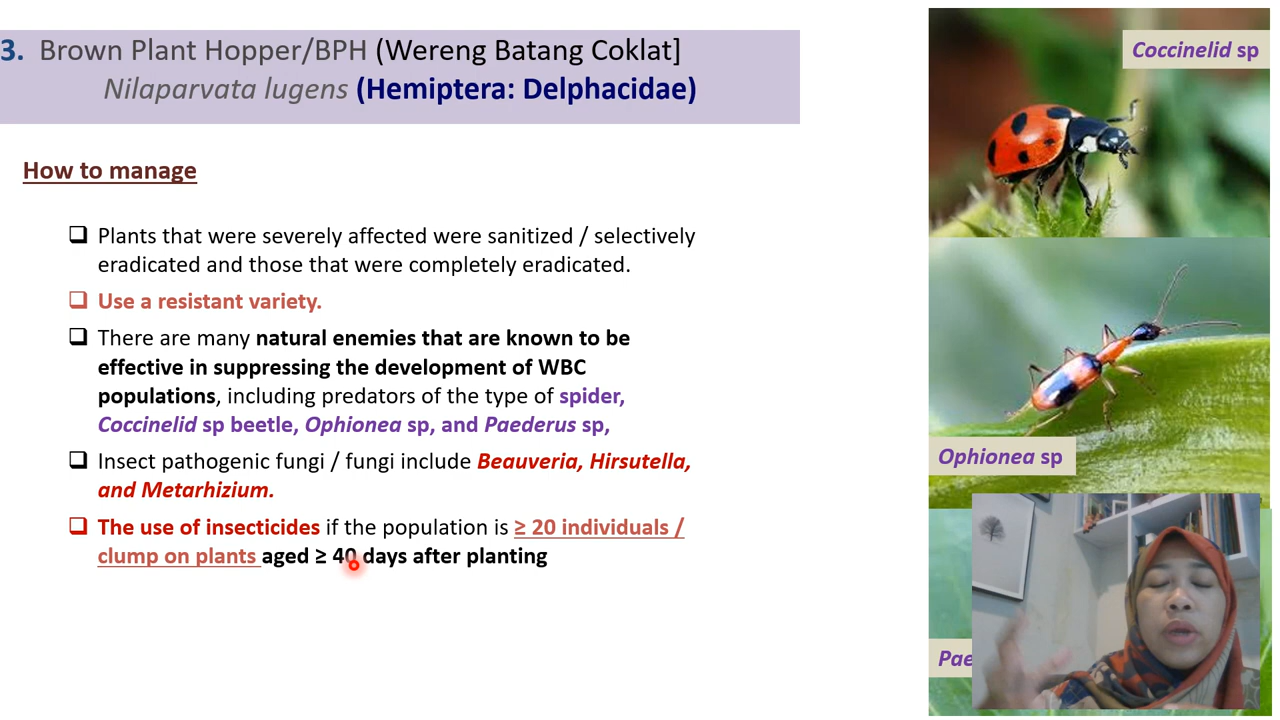 3. Brown Plant Hopper/BPH (Wereng Batang Coklat]
Nilaparvata lugens (Hemiptera: Delphacidae)
How to manage
❑ Plants that were severely affected were sanitized / selectively
eradicated and those that were completely eradicated.
❑ Use a resistant variety.
❑ There are many natural enemies that are known to be
effective in suppressing the development of WBC
populations, including predators of the type of spider,
Coccinelid sp beetle, Ophionea sp, and Paederus sp,
❑ Insect pathogenic fungi / fungi include Beauveria, Hirsutella,
and Metarhizium.
❑ The use of insecticides if the population is ≥ 20 individuals /
clump on plants aged ≥ 40 days after planting
Coccinelid sp
Ophionea sp
Pae